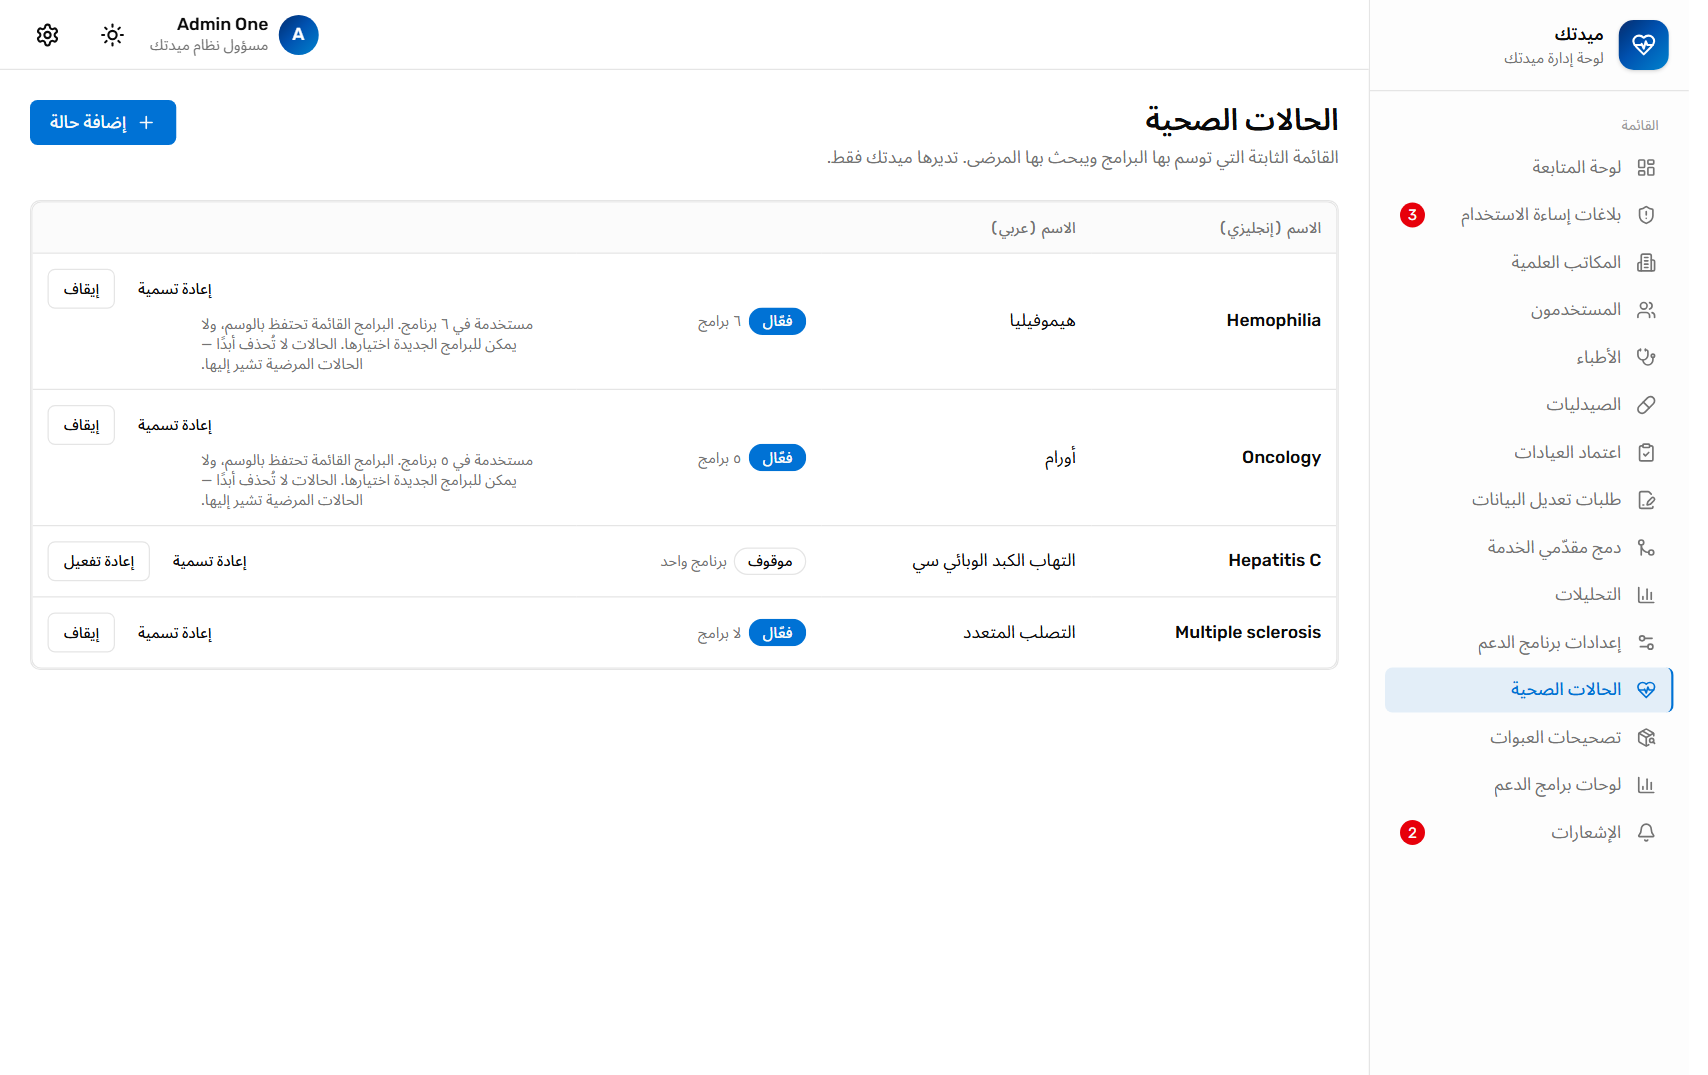 ميدتك
لوحة إدارة ميدتك
القائمة
لوحة المتابعة
بلاغات إساءة الاستخدام
3
المكاتب العلمية
المستخدمون
الأطباء
الصيدليات
اعتماد العيادات
طلبات تعديل البيانات
دمج مقدّمي الخدمة
التحليلات
إعدادات برنامج الدعم
الحالات الصحية
تصحيحات العبوات
لوحات برامج الدعم
الإشعارات
2
A
Admin One
مسؤول نظام ميدتك
الحالات الصحية
القائمة الثابتة التي توسم بها البرامج ويبحث بها المرضى. تديرها ميدتك فقط.
إضافة حالة
الاسم (إنجليزي)
الاسم (عربي)
Hemophilia
هيموفيليا
فعّال
٦ برامج
إعادة تسمية
إيقاف
مستخدمة في ٦ برنامج. البرامج القائمة تحتفظ بالوسم، ولا
يمكن للبرامج الجديدة اختيارها. الحالات لا تُحذف أبدًا —
الحالات المرضية تشير إليها.
Oncology
أورام
فعّال
٥ برامج
إعادة تسمية
إيقاف
مستخدمة في ٥ برنامج. البرامج القائمة تحتفظ بالوسم، ولا
يمكن للبرامج الجديدة اختيارها. الحالات لا تُحذف أبدًا —
الحالات المرضية تشير إليها.
Hepatitis C
التهاب الكبد الوبائي سي
موقوف
برنامج واحد
إعادة تسمية
إعادة تفعيل
Multiple sclerosis
التصلب المتعدد
فعّال
لا برامج
إعادة تسمية
إيقاف